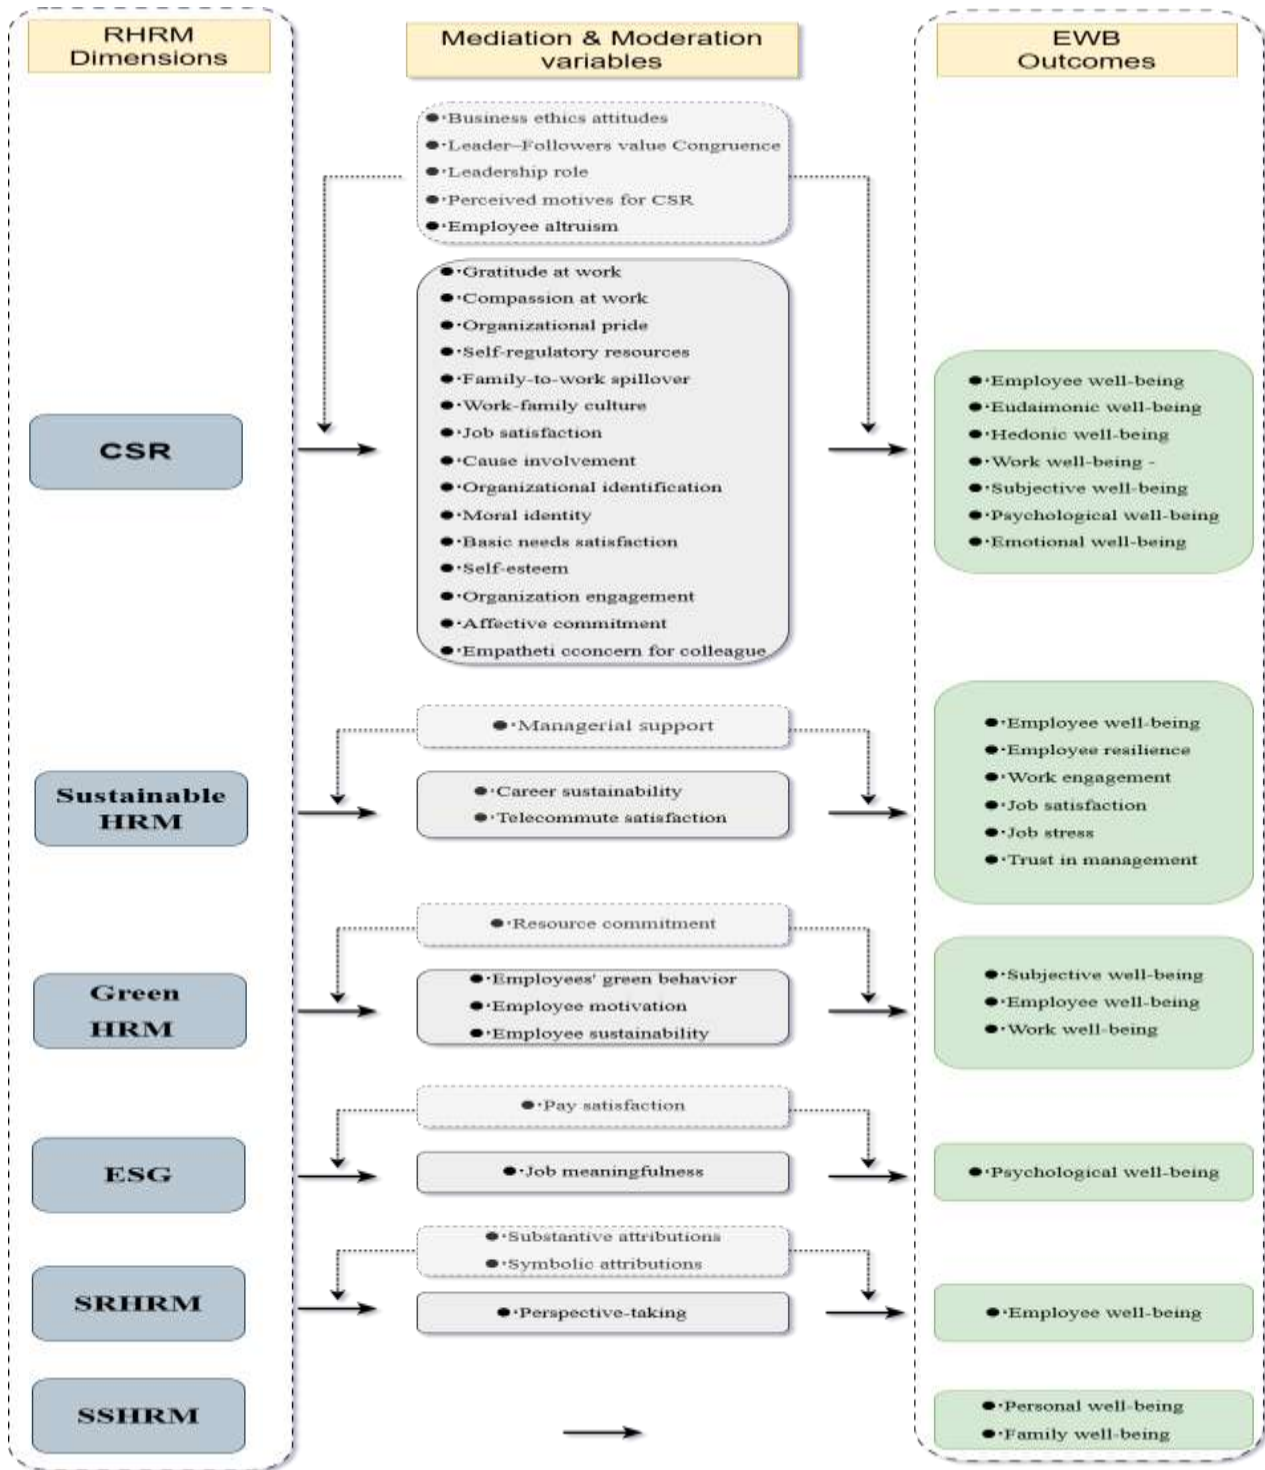 RHRM
Dimensions
Mediation & Moderation
variables
EWB
Outcomes
●·Business ethics attitudes
●·Leader–Followers value Congruence
●·Leadership role
●·Perceived motives for CSR
●·Employee altruism
CSR
●·Gratitude at work
●·Compassion at work
●·Organizational pride
●·Self-regulatory resources
●·Family-to-work spillover
●·Work-family culture
●·Job satisfaction
●·Cause involvement
●·Organizational identification
●·Moral identity
●·Basic needs satisfaction
●·Self-esteem
●·Organization engagement
●·Affective commitment
●·Empatheti cconcern for colleague
●·Employee well-being
●·Eudaimonic well-being
●·Hedonic well-being
●·Work well-being -
●·Subjective well-being
●·Psychological well-being
●·Emotional well-being
Sustainable
HRM
●·Managerial support
●·Career sustainability
●·Telecommute satisfaction
●·Employee well-being
●·Employee resilience
●·Work engagement
●·Job satisfaction
●·Job stress
●·Trust in management
Green
HRM
●·Resource commitment
●·Employees' green behavior
●·Employee motivation
●·Employee sustainability
●·Subjective well-being
●·Employee well-being
●·Work well-being
ESG
●·Pay satisfaction
●·Job meaningfulness
●·Psychological well-being
SRHRM
●·Substantive attributions
●·Symbolic attributions
●·Perspective-taking
●·Employee well-being
SSHRM
●·Personal well-being
●·Family well-being